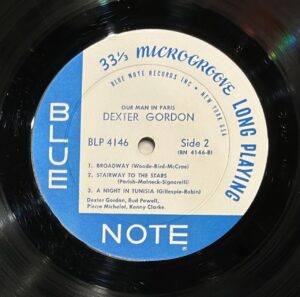 33⅓ MICROGROOVE LONG PLAYING
BLUE NOTE RECORDS INC • NEW YORK USA
OUR MAN IN PARIS
DEXTER GORDON
BLP 4146 Side 2
(BN 4146-B)
1. BROADWAY (Woode-Bird-McCrae)
2. STAIRWAY TO THE STARS
(Parish-Malneck-Signorelli)
3. A NIGHT IN TUNISIA (Gillespie-Robin)
Dexter Gordon, Bud Powell,
Pierre Michelot, Kenny Clarke.
BLUE
NOTE